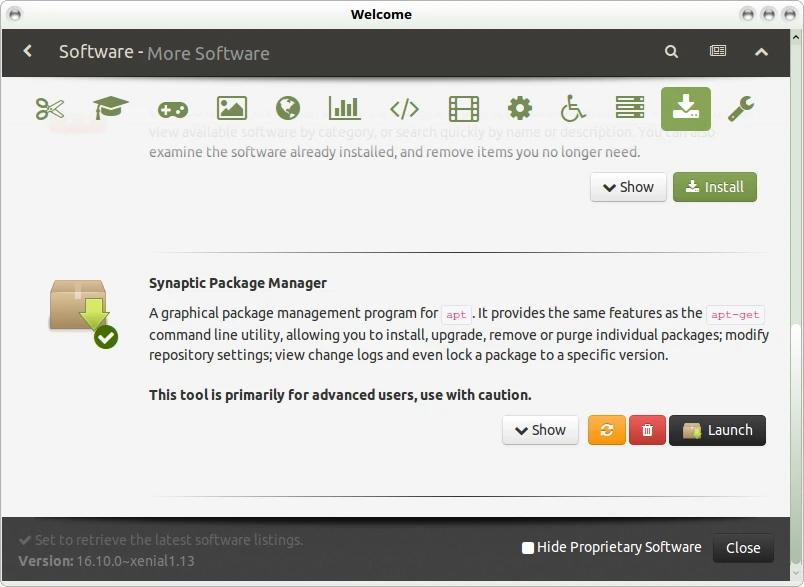 Welcome
Software - More Software
view available software by category, or search quickly by name or description. You can also
examine the software already installed, and remove items you no longer need.
Show Install
Synaptic Package Manager
A graphical package management program for apt. It provides the same features as the apt-get
command line utility, allowing you to install, upgrade, remove or purge individual packages; modify
repository settings; view change logs and even lock a package to a specific version.
This tool is primarily for advanced users, use with caution.
Show Launch
Set to retrieve the latest software listings.
Version: 16.10.0~xenial1.13
Hide Proprietary Software Close